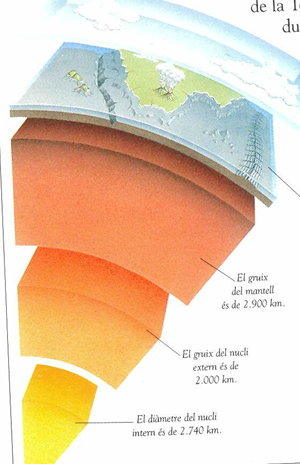 de la
du
El gruix
del mantell
és de 2.900 km.
El gruix del nucli
extern és de
2.000 km.
El diàmetre del nucli
intern és de 2.740 km.